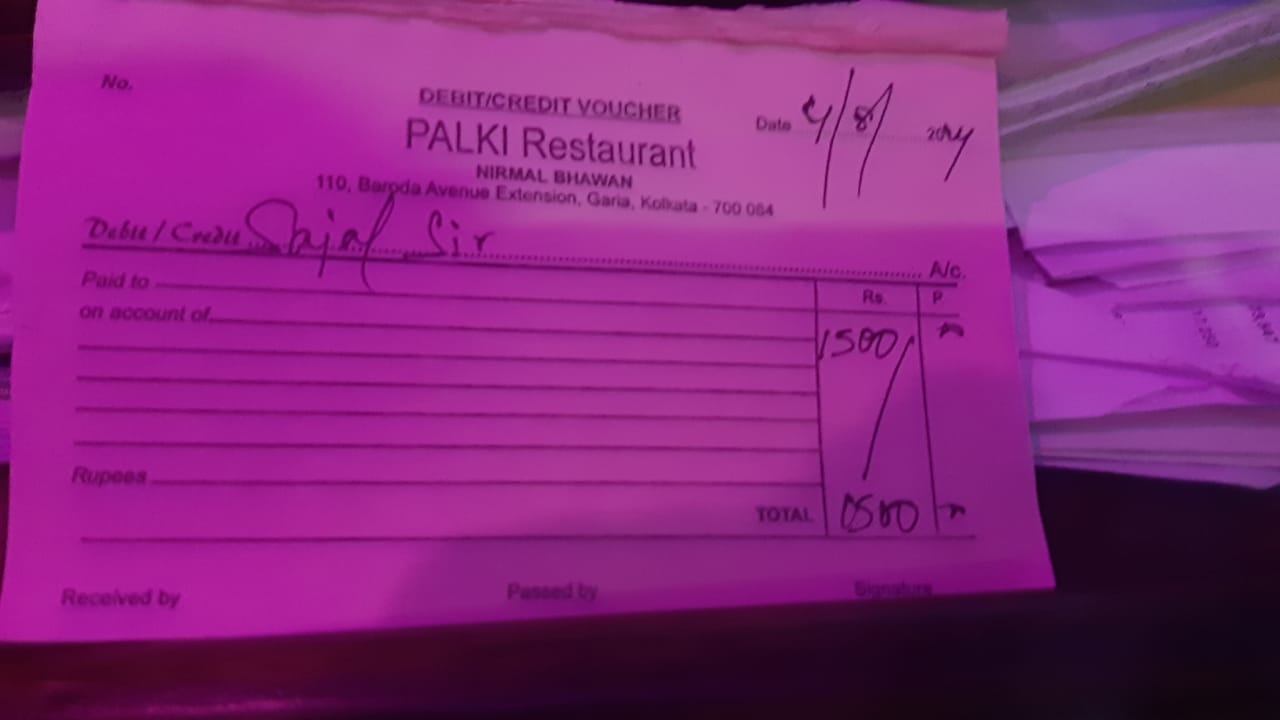 No.
DEBIT/CREDIT VOUCHER
PALKI Restaurant
NIRMAL BHAWAN
110, Baroda Avenue Extension, Garia, Kolkata - 700 084
Date 4/8/ 2024
Debit / Credit Sajal Sir A/c.
Paid to
on account of
Rs. P.
1500/-
Rupees
TOTAL 1500
Received by Passed by Signature